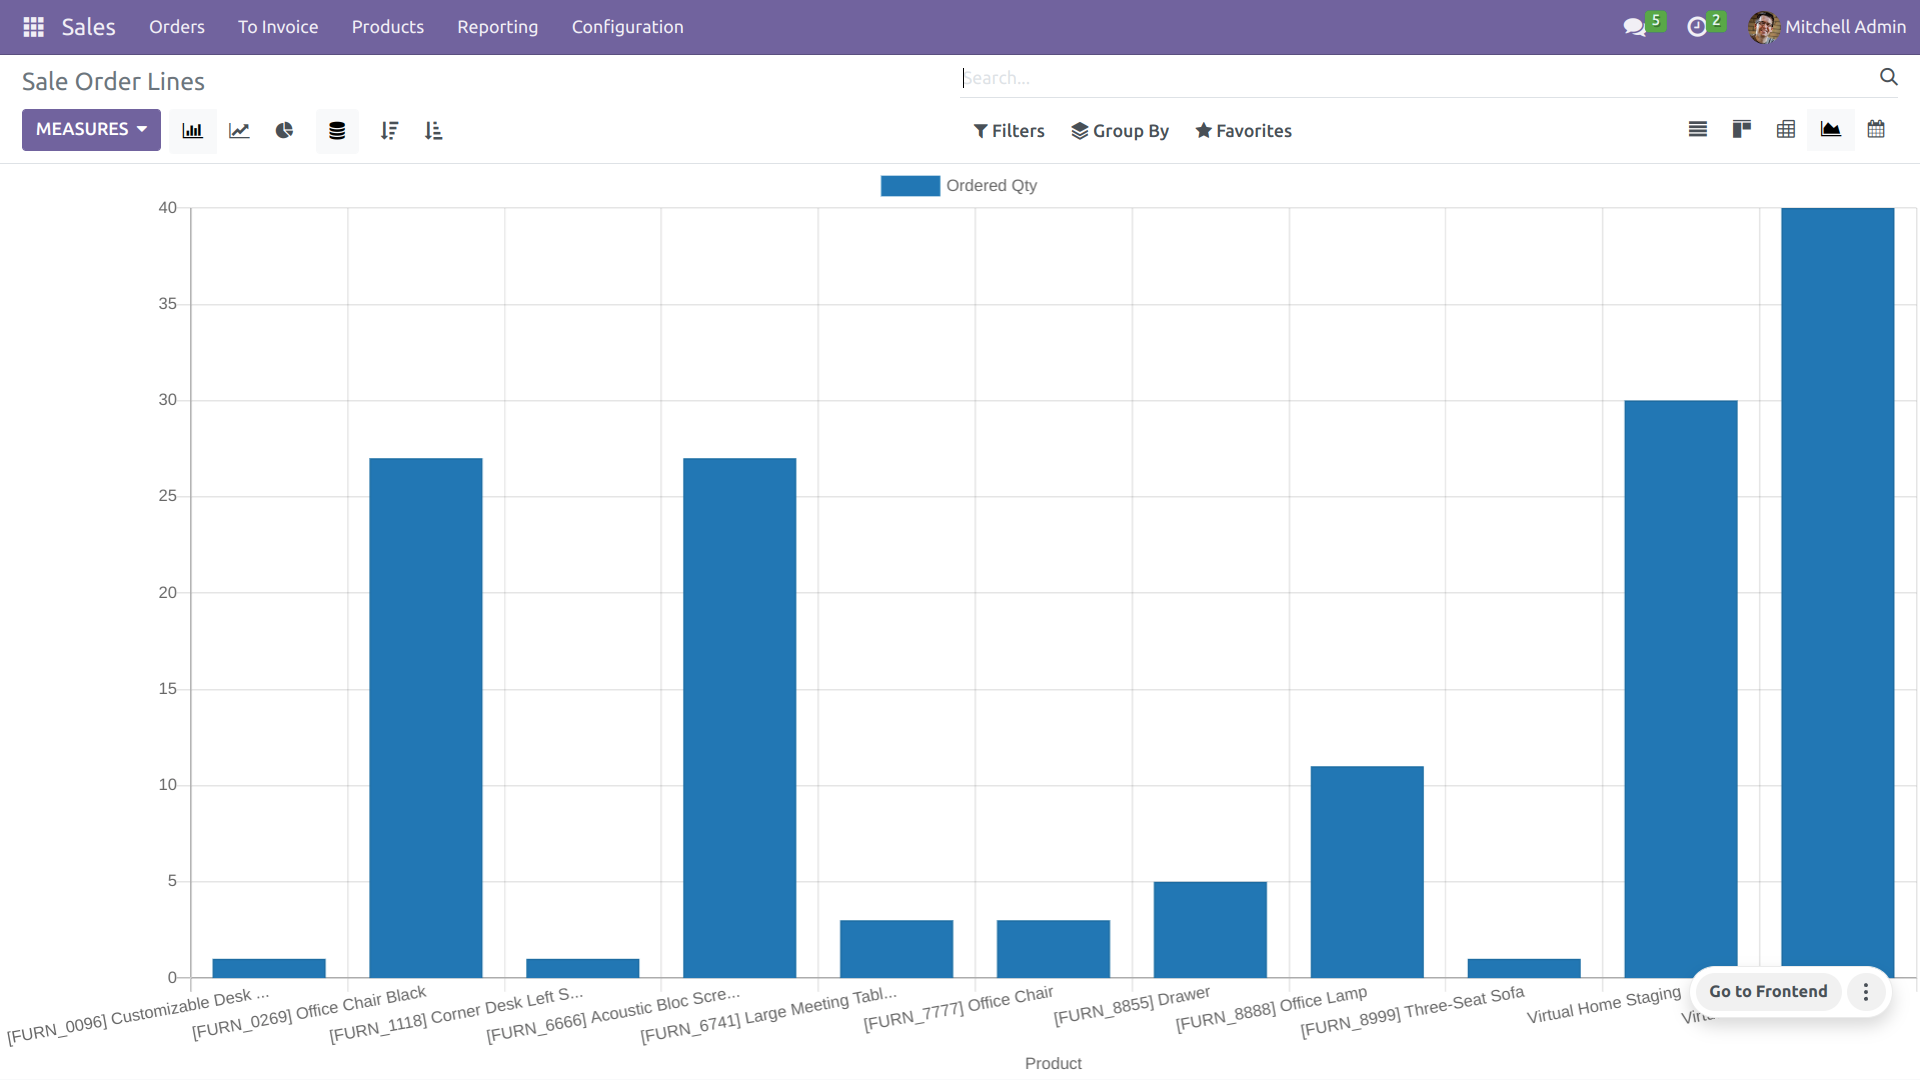 Sales Orders To Invoice Products Reporting Configuration 5 2 Mitchell Admin
Sale Order Lines
Search...
MEASURES
Filters Group By Favorites
Ordered Qty
40
35
30
25
20
15
10
5
0
[FURN_0096] Customizable Desk ...
[FURN_0269] Office Chair Black
[FURN_1118] Corner Desk Left S...
[FURN_6666] Acoustic Bloc Scre...
[FURN_6741] Large Meeting Tabl...
[FURN_7777] Office Chair
[FURN_8855] Drawer
[FURN_8888] Office Lamp
[FURN_8999] Three-Seat Sofa
Virtual Home Staging
Go to Frontend
Product